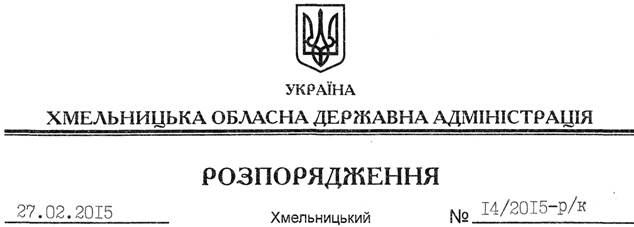 УКРАЇНА
ХМЕЛЬНИЦЬКА ОБЛАСНА ДЕРЖАВНА АДМІНІСТРАЦІЯ
РОЗПОРЯДЖЕННЯ
27.02.2015 Хмельницький № 14/2015-р/к